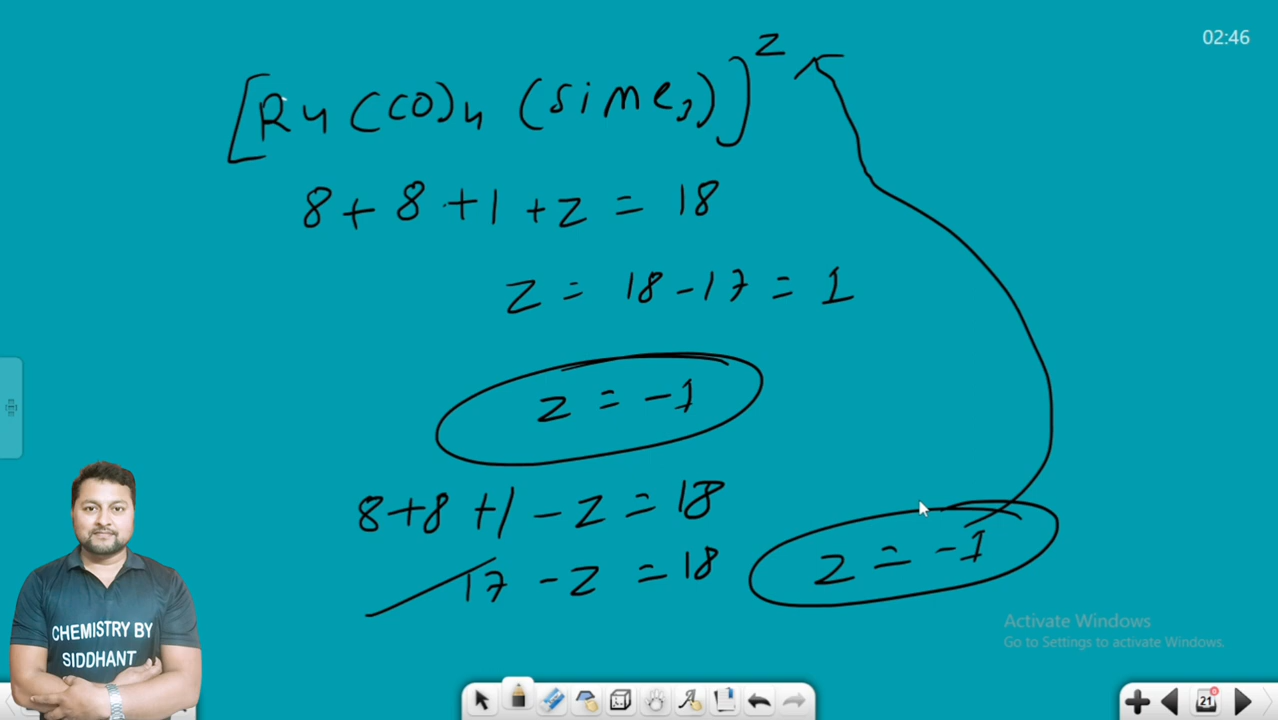 02:46
[Ru(CO)4 (SiMe3)]^z
8 + 8 + 1 + z = 18
z = 18 - 17 = 1
z = -1
8 + 8 + 1 - z = 18
17 - z = 18
z = -1
CHEMISTRY BY
SIDDHANT
Activate Windows
Go to Settings to activate Windows.
21